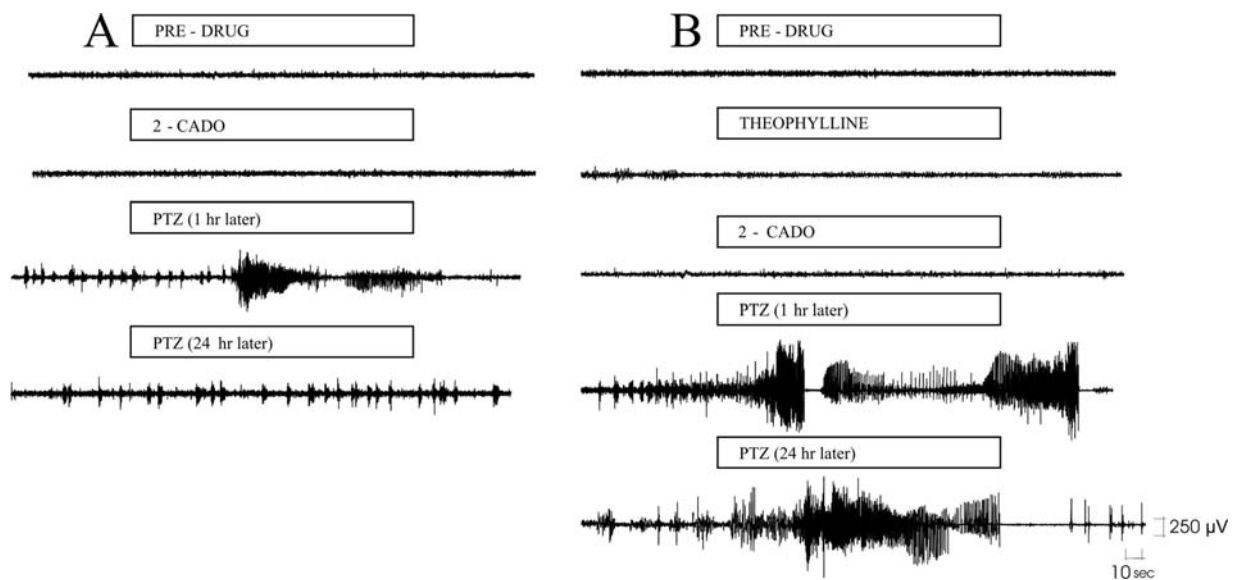 A
PRE - DRUG
2 - CADO
PTZ (1 hr later)
PTZ (24 hr later)
B
PRE - DRUG
THEOPHYLLINE
2 - CADO
PTZ (1 hr later)
PTZ (24 hr later)
250 µV
10 sec